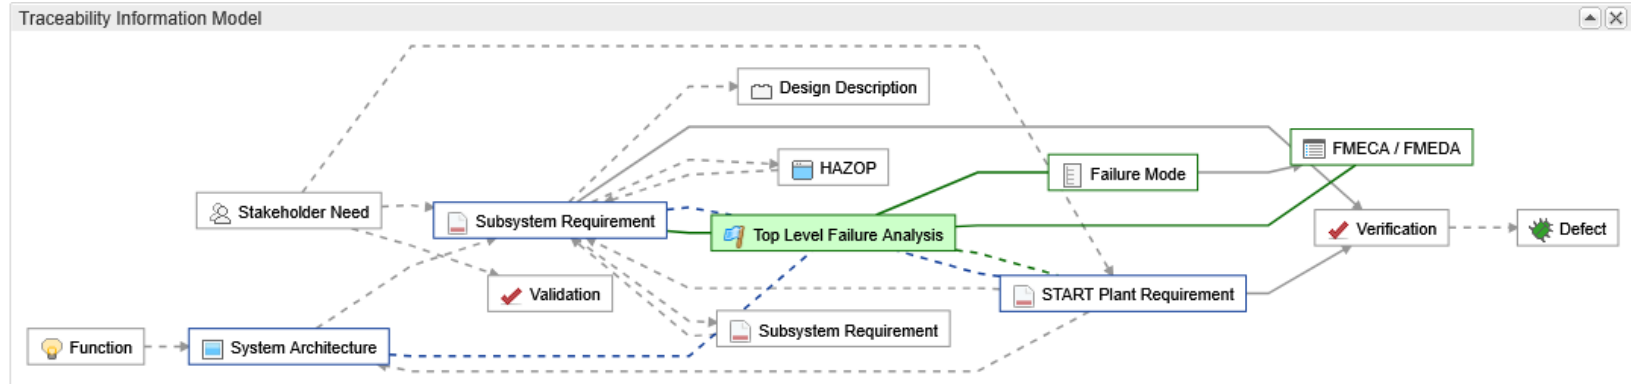 Traceability Information Model
Design Description
FMECA / FMEDA
HAZOP
Failure Mode
Stakeholder Need
Subsystem Requirement
Top Level Failure Analysis
Verification
Defect
Validation
START Plant Requirement
Subsystem Requirement
Function
System Architecture